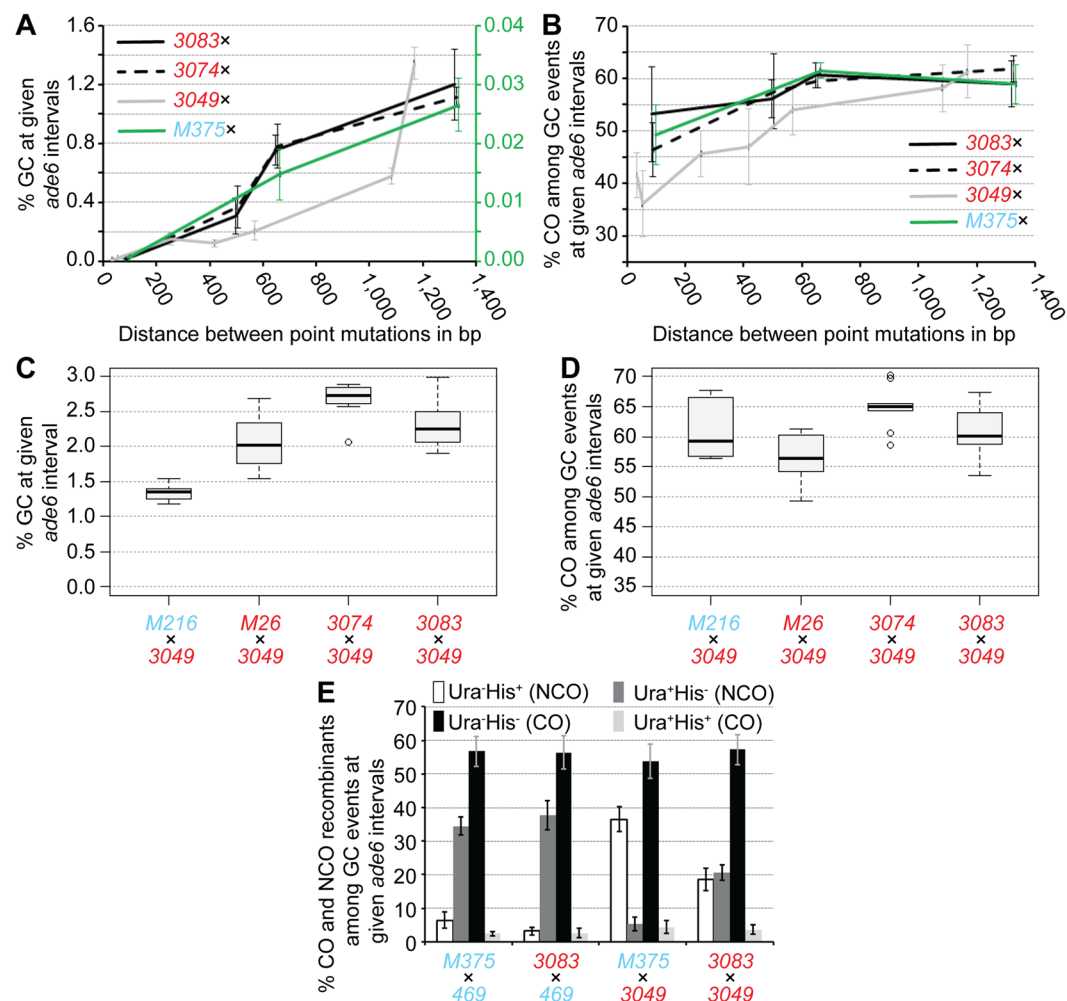 A
% GC at given
ade6 intervals
1.6
1.2
0.8
0.4
0.0
3083×
3074×
3049×
M375×
0.04
0.03
0.02
0.01
0.00
0
200
400
600
800
1,000
1,200
1,400
Distance between point mutations in bp
B
% CO among GC events
at given ade6 intervals
70
60
50
40
30
3083×
3074×
3049×
M375×
0
200
400
600
800
1,000
1,200
1,400
Distance between point mutations in bp
C
% GC at given
ade6 interval
3.0
2.5
2.0
1.5
1.0
0.5
0.0
M216 × 3049
M26 × 3049
3074 × 3049
3083 × 3049
D
% CO among GC events
at given ade6 intervals
70
65
60
55
50
45
40
35
M216 × 3049
M26 × 3049
3074 × 3049
3083 × 3049
E
Ura-His+ (NCO)
Ura+His- (NCO)
Ura-His- (CO)
Ura+His+ (CO)
% CO and NCO recombinants
among GC events at
given ade6 intervals
70
60
50
40
30
20
10
0
M375 × 469
3083 × 469
M375 × 3049
3083 × 3049